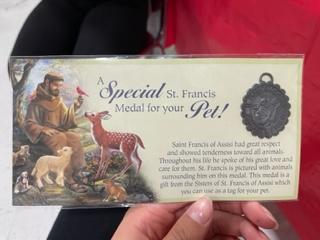 A Special St. Francis
Medal for your Pet!
Saint Francis of Assisi had great respect
and showed tenderness toward all animals.
Throughout his life he spoke of his great love and
care for them. St. Francis is pictured with animals
surrounding him on this medal. This medal is a
gift from the Sisters of St. Francis of Assisi which
you can use as a tag for your pet.